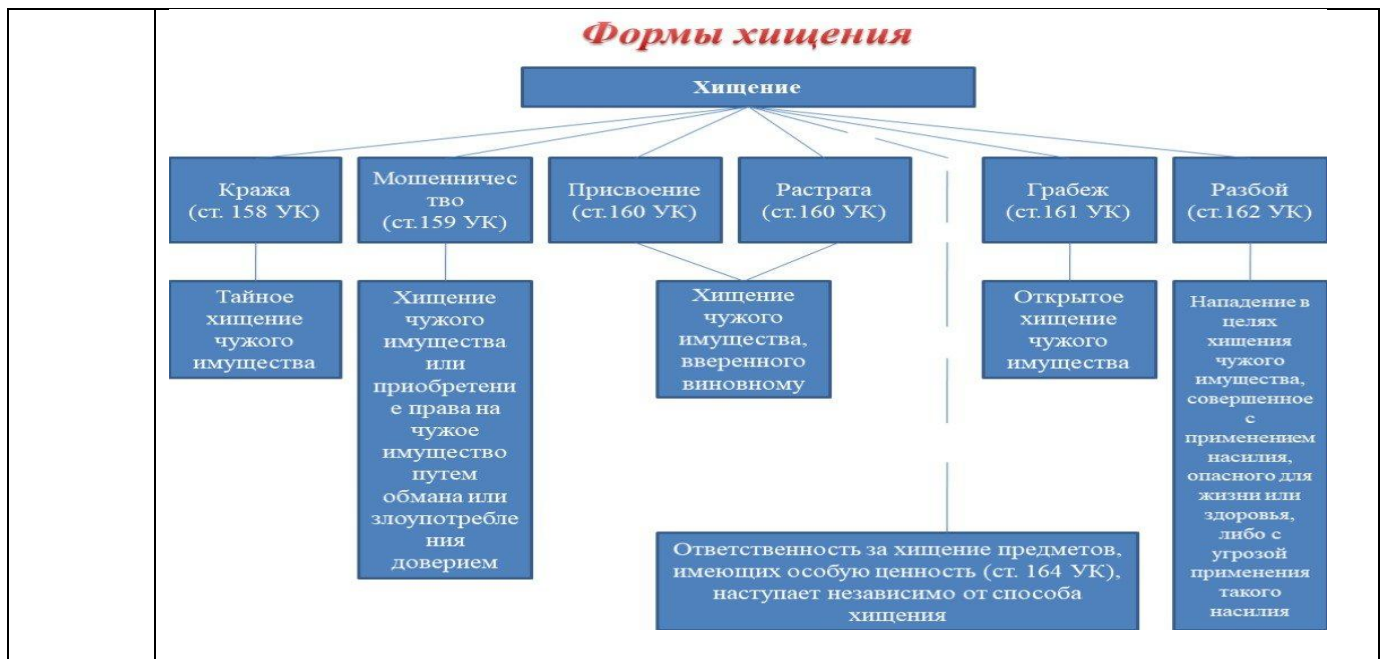 Формы хищения
Хищение
Кража
(ст. 158 УК)
Мошенничес
тво
(ст.159 УК)
Присвоение
(ст.160 УК)
Растрата
(ст.160 УК)
Грабеж
(ст.161 УК)
Разбой
(ст.162 УК)
Тайное
хищение
чужого
имущества
Хищение
чужого
имущества
или
приобретени
е права на
чужое
имущество
путем
обмана или
злоупотребле
ния
доверием
Хищение
чужого
имущества,
вверенного
виновному
Открытое
хищение
чужого
имущества
Нападение в
целях
хищения
чужого
имущества,
совершенное
с
применением
насилия,
опасного для
жизни или
здоровья,
либо с
угрозой
применения
такого
насилия
Ответственность за хищение предметов,
имеющих особую ценность (ст. 164 УК),
наступает независимо от способа
хищения